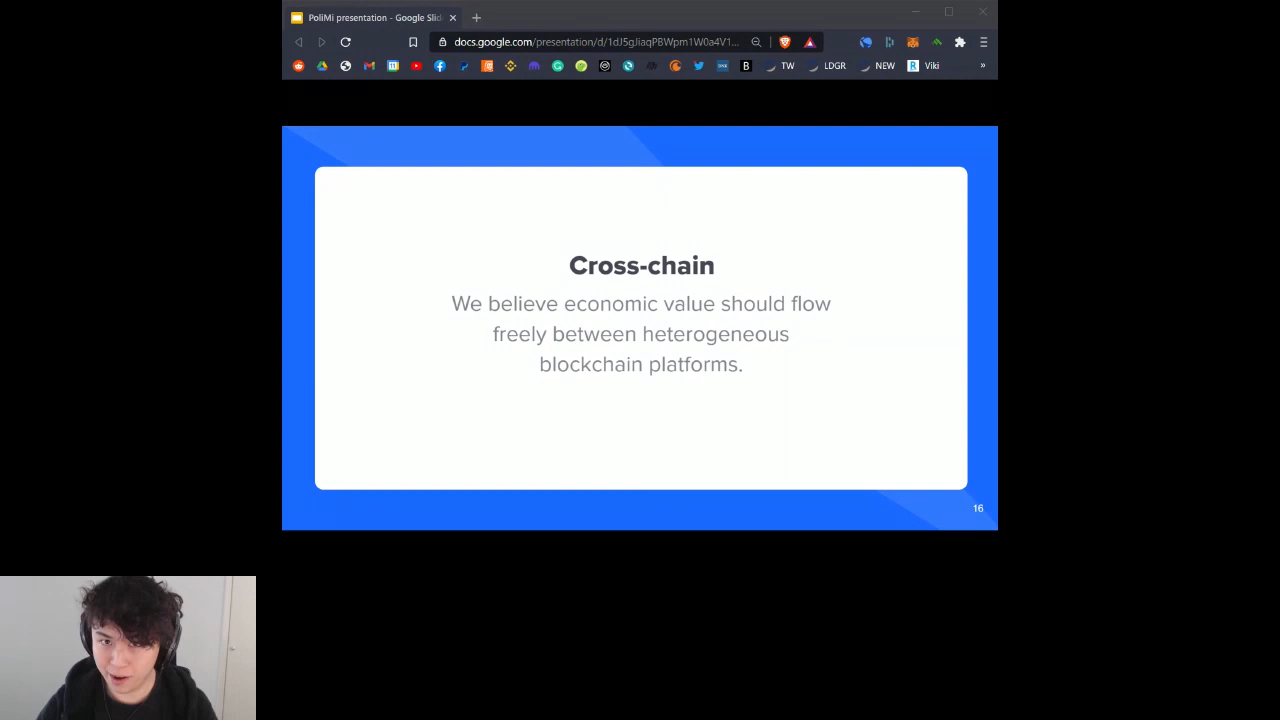 PoliMi presentation - Google Slid
docs.google.com/presentation/d/1dJ5gJiaqPBWpm1W0a4V1...
TW
LDGR
NEW
Viki
»
Cross-chain
We believe economic value should flow
freely between heterogeneous
blockchain platforms.
16